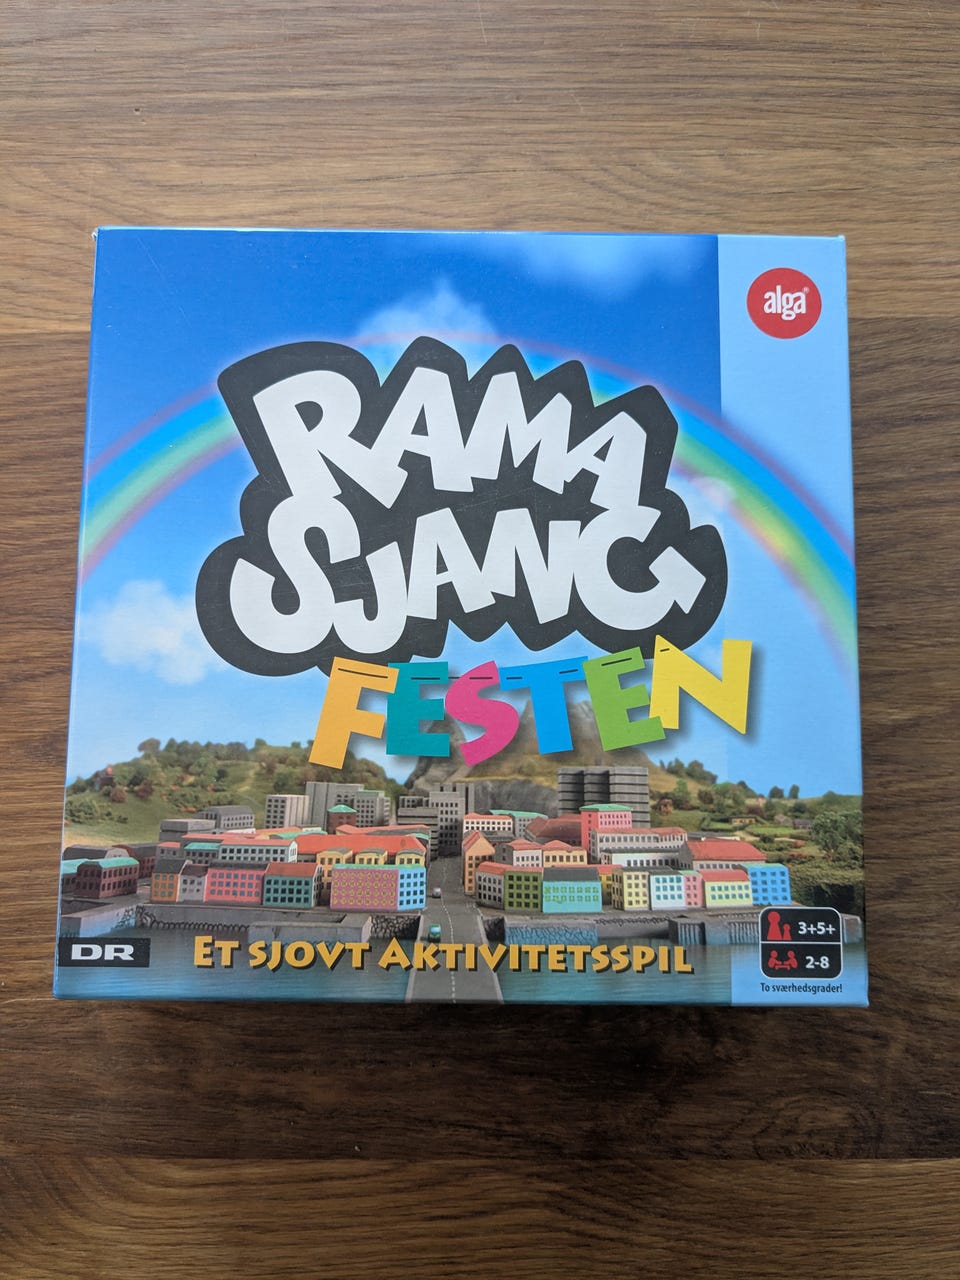 alga®
RAMA
SJANG
FESTEN
DR
ET SJOVT AKTIVITETSSPIL
3+5+
2-8
To sværhedsgrader!